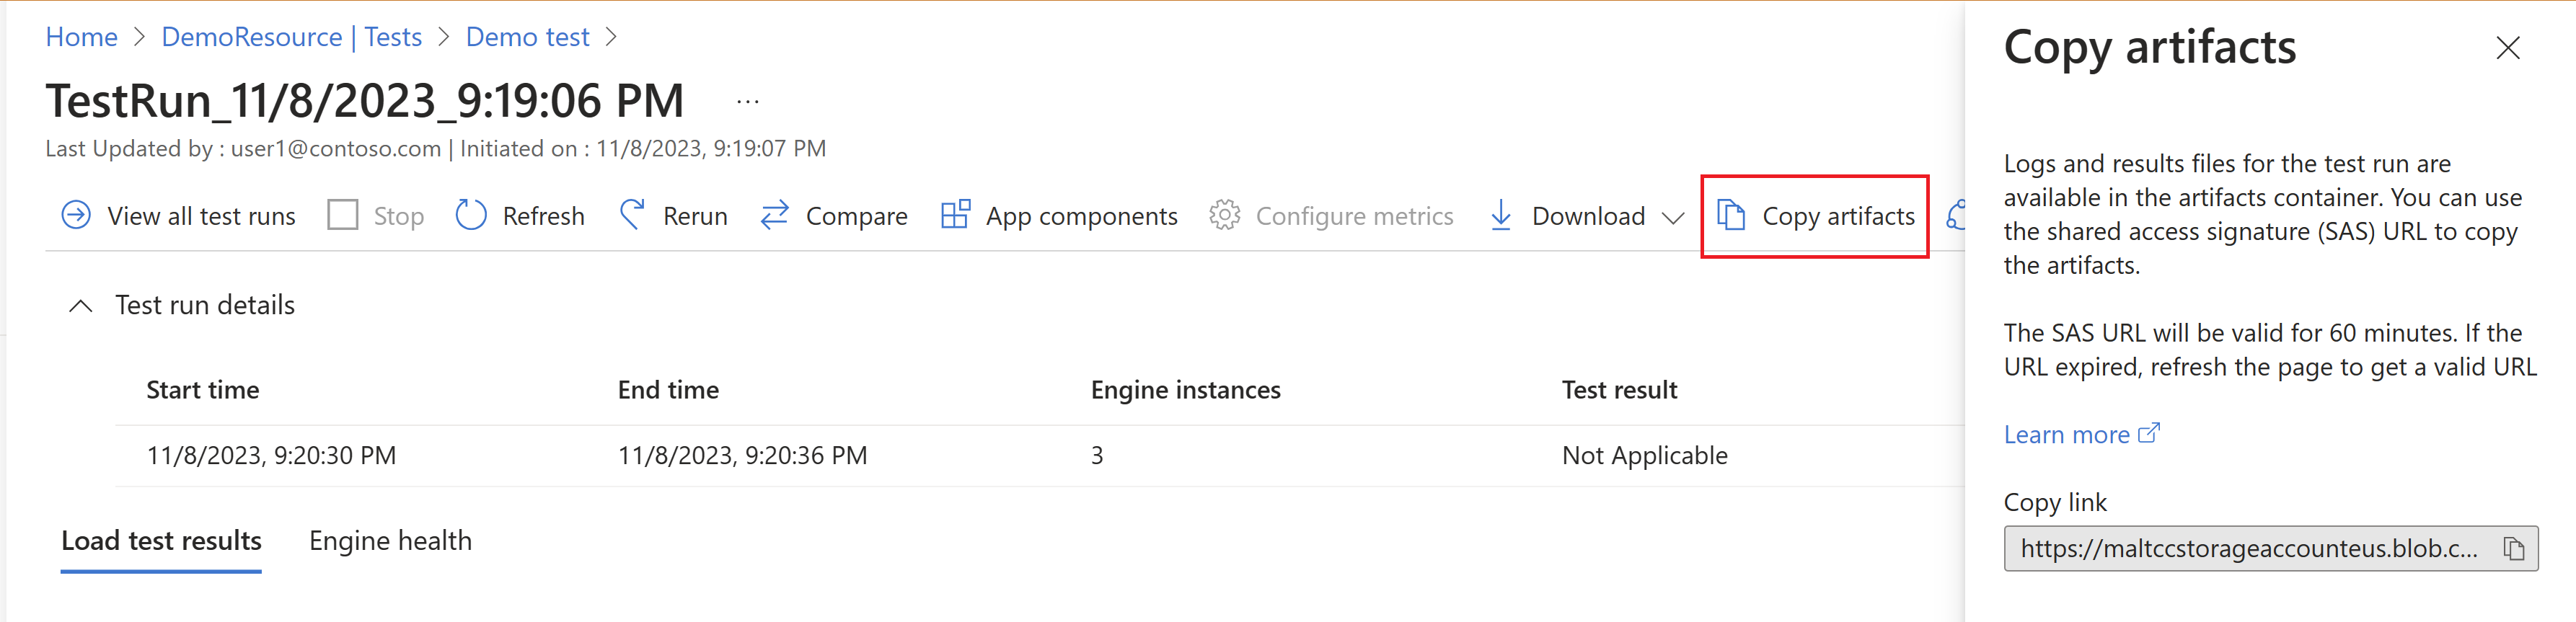 Home > DemoResource | Tests > Demo test >
TestRun_11/8/2023_9:19:06 PM ...
Last Updated by : user1@contoso.com | Initiated on : 11/8/2023, 9:19:07 PM
View all test runs Stop Refresh Rerun Compare App components Configure metrics Download Copy artifacts
Test run details
Start time End time Engine instances Test result
11/8/2023, 9:20:30 PM 11/8/2023, 9:20:36 PM 3 Not Applicable
Load test results Engine health
Copy artifacts
Logs and results files for the test run are
available in the artifacts container. You can use
the shared access signature (SAS) URL to copy
the artifacts.
The SAS URL will be valid for 60 minutes. If the
URL expired, refresh the page to get a valid URL
Learn more
Copy link
https://maltccstorageaccounteus.blob.c...